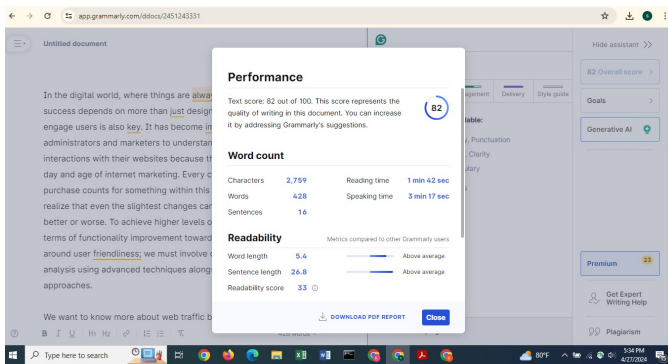 app.grammarly.com/ddocs/2451243331
Untitled document
Hide assistant
In the digital world, where things are
success depends on more than just design
engage users is also key. It has become
administrators and marketers to understan
interactions with their websites because th
day and age of internet marketing. Every c
purchase counts for something within this
realize that even the slightest changes can
better or worse. To achieve higher levels o
terms of functionality improvement toward
around user friendliness; we must involve
analysis using advanced techniques along
approaches.
We want to know more about web traffic b
Performance
Text score: 82 out of 100. This score represents the
quality of writing in this document. You can increase
it by addressing Grammarly's suggestions.
82
Word count
Characters 2,759 Reading time 1 min 42 sec
Words 428 Speaking time 3 min 17 sec
Sentences 16
Readability Metrics compared to other Grammarly users
Word length 5.4 Above average
Sentence length 26.8 Above average
Readability score 33
DOWNLOAD PDF REPORT Close
Delivery Style guide
82 Overall score
Goals
Generative AI
Premium 23
Get Expert
Writing Help
Plagiarism
B I U H1 H2
428 words
Type here to search
80°F
5:34 PM
4/27/2024